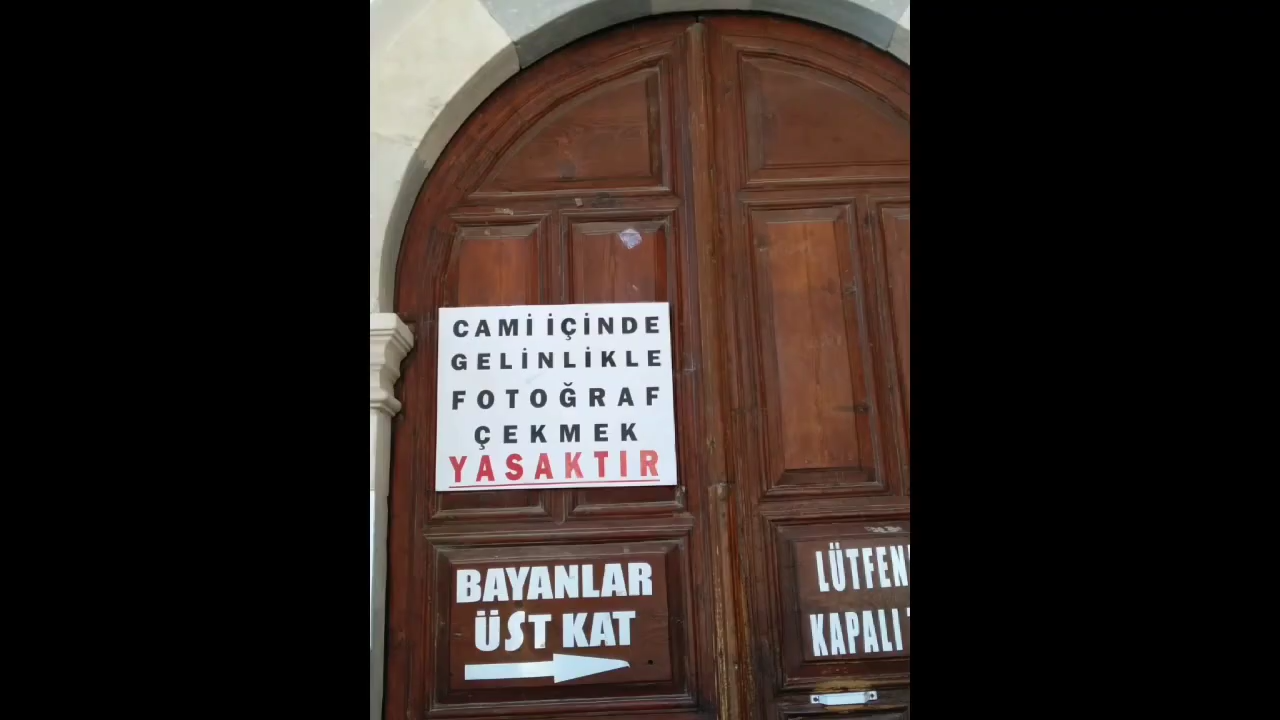 CAMİ İÇİNDE
GELİNLİKLE
FOTOĞRAF
ÇEKMEK
YASAKTIR
BAYANLAR
ÜST KAT
LÜTFEN
KAPALI